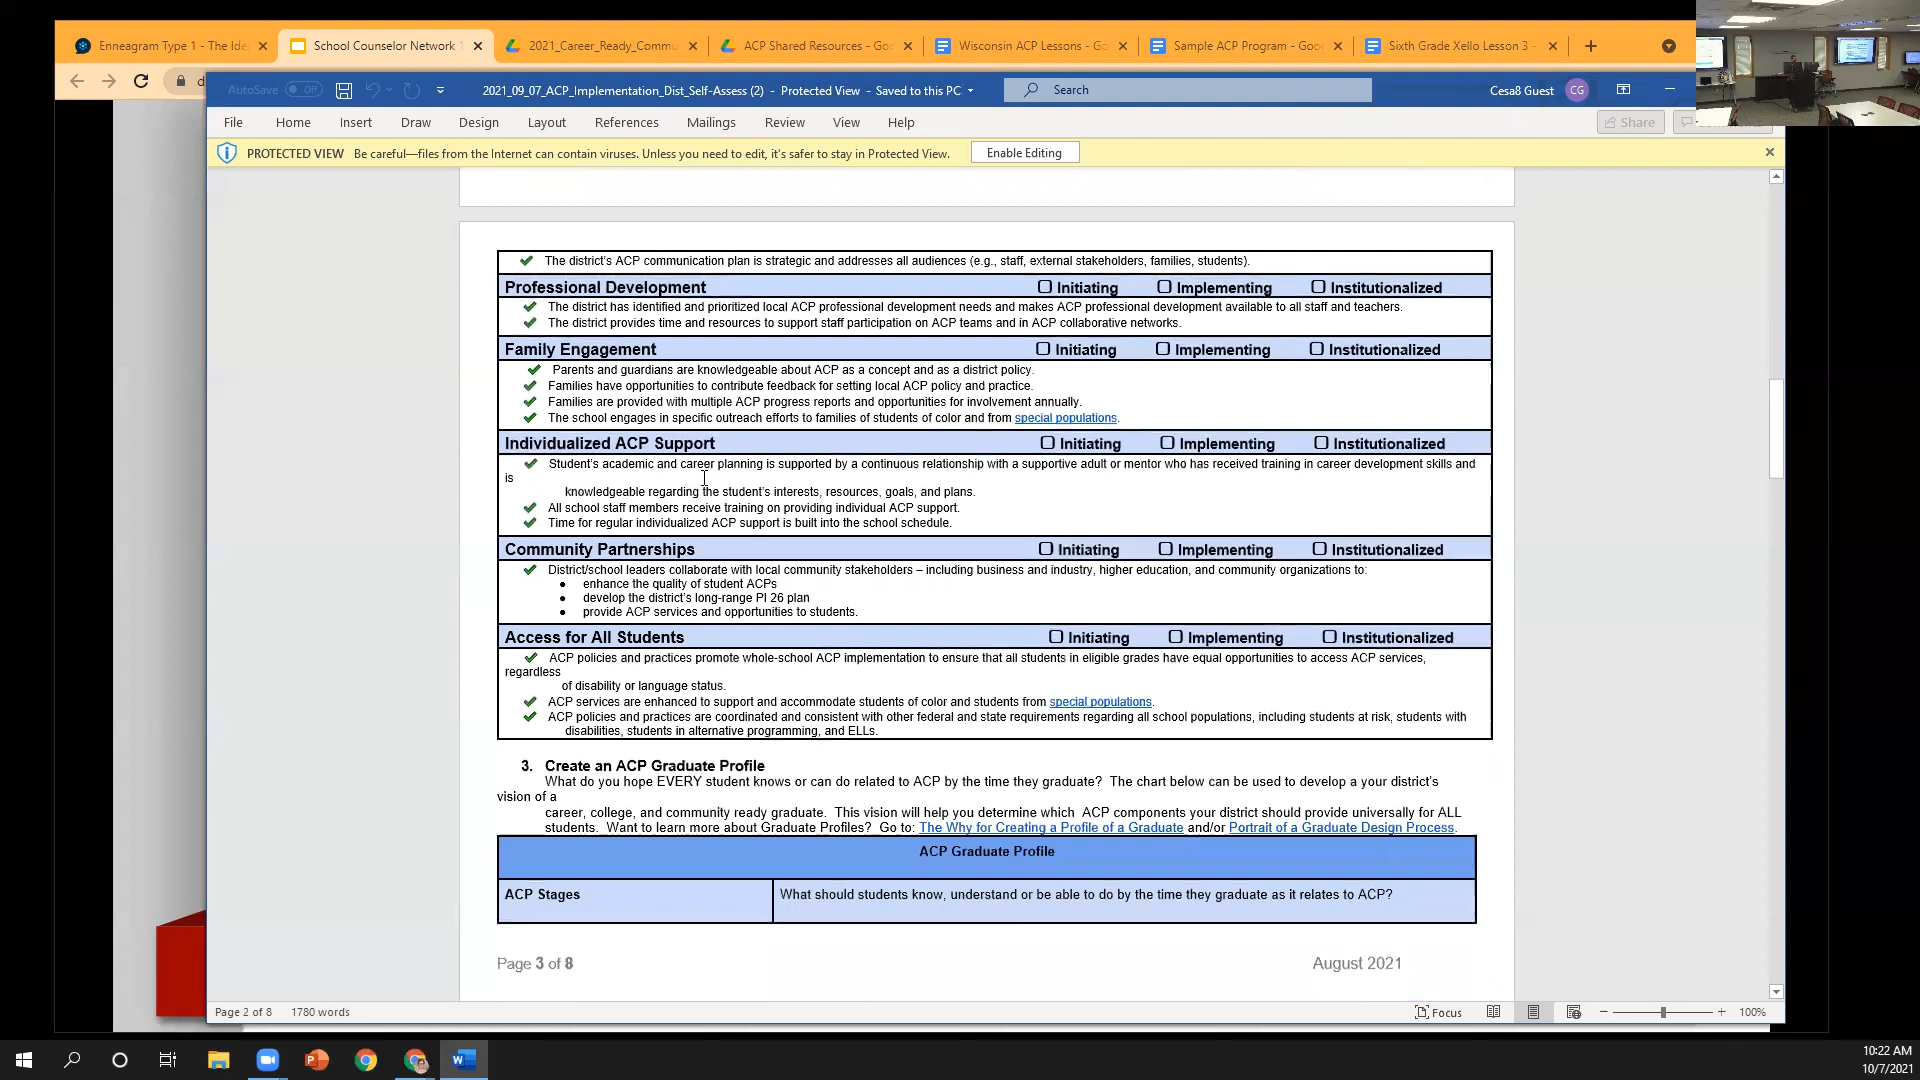 Enneagram Type 1 - The Ide
School Counselor Network T
2021_Career_Ready_Commu
ACP Shared Resources - Goo
Wisconsin ACP Lessons - Go
Sample ACP Program - Goo
Sixth Grade Xello Lesson 3 -
AutoSave Off
2021_09_07_ACP_Implementation_Dist_Self-Assess (2) - Protected View - Saved to this PC
Search
Cesa8 Guest CG
File Home Insert Draw Design Layout References Mailings Review View Help
Share
PROTECTED VIEW Be careful—files from the Internet can contain viruses. Unless you need to edit, it's safer to stay in Protected View.
Enable Editing
The district's ACP communication plan is strategic and addresses all audiences (e.g., staff, external stakeholders, families, students).
Professional Development Initiating Implementing Institutionalized
The district has identified and prioritized local ACP professional development needs and makes ACP professional development available to all staff and teachers.
The district provides time and resources to support staff participation on ACP teams and in ACP collaborative networks.
Family Engagement Initiating Implementing Institutionalized
Parents and guardians are knowledgeable about ACP as a concept and as a district policy.
Families have opportunities to contribute feedback for setting local ACP policy and practice.
Families are provided with multiple ACP progress reports and opportunities for involvement annually.
The school engages in specific outreach efforts to families of students of color and from special populations.
Individualized ACP Support Initiating Implementing Institutionalized
Student's academic and career planning is supported by a continuous relationship with a supportive adult or mentor who has received training in career development skills and
is
knowledgeable regarding the student's interests, resources, goals, and plans.
All school staff members receive training on providing individual ACP support.
Time for regular individualized ACP support is built into the school schedule.
Community Partnerships Initiating Implementing Institutionalized
District/school leaders collaborate with local community stakeholders – including business and industry, higher education, and community organizations to:
• enhance the quality of student ACPs
• develop the district's long-range PI 26 plan
• provide ACP services and opportunities to students.
Access for All Students Initiating Implementing Institutionalized
ACP policies and practices promote whole-school ACP implementation to ensure that all students in eligible grades have equal opportunities to access ACP services,
regardless
of disability or language status.
ACP services are enhanced to support and accommodate students of color and students from special populations.
ACP policies and practices are coordinated and consistent with other federal and state requirements regarding all school populations, including students at risk, students with
disabilities, students in alternative programming, and ELLs.
3. Create an ACP Graduate Profile
What do you hope EVERY student knows or can do related to ACP by the time they graduate? The chart below can be used to develop a your district's
vision of a
career, college, and community ready graduate. This vision will help you determine which ACP components your district should provide universally for ALL
students. Want to learn more about Graduate Profiles? Go to: The Why for Creating a Profile of a Graduate and/or Portrait of a Graduate Design Process.
ACP Graduate Profile
ACP Stages
What should students know, understand or be able to do by the time they graduate as it relates to ACP?
Page 3 of 8
August 2021
Page 2 of 8 1780 words
Focus
100%
10:22 AM
10/7/2021